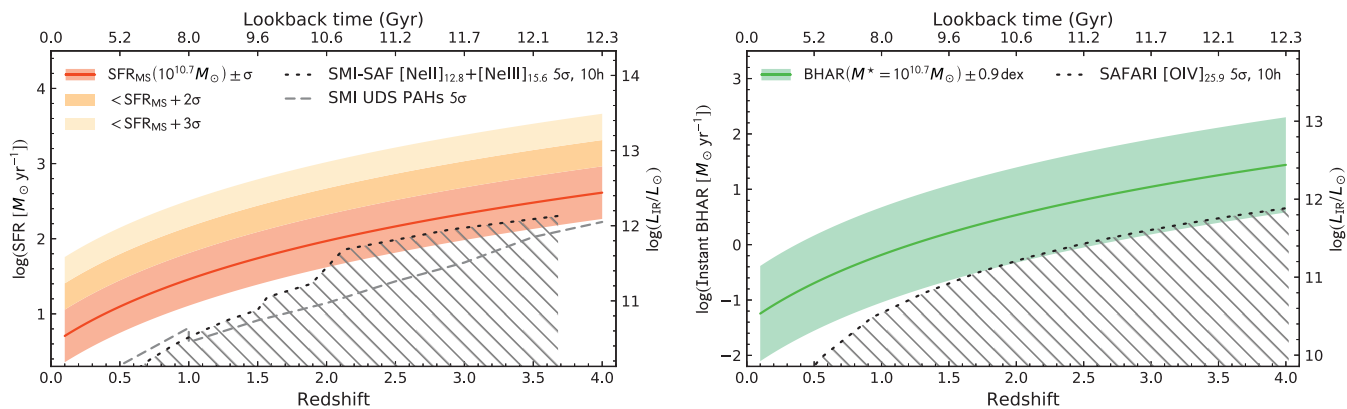 Lookback time (Gyr)
0.0 5.2 8.0 9.6 10.6 11.2 11.7 12.1 12.3
SFR_MS(10^10.7 M_⊙) ± σ
< SFR_MS + 2σ
< SFR_MS + 3σ
SMI-SAF [NeII]_12.8+[NeIII]_15.6 5σ, 10h
SMI UDS PAHs 5σ
log(SFR [M_⊙ yr^−1])
4
3
2
1
14
13
12
11
log(L_IR/L_⊙)
0.0 0.5 1.0 1.5 2.0 2.5 3.0 3.5 4.0
Redshift
Lookback time (Gyr)
0.0 5.2 8.0 9.6 10.6 11.2 11.7 12.1 12.3
BHAR(M^⋆ = 10^10.7 M_⊙) ± 0.9 dex
SAFARI [OIV]_25.9 5σ, 10h
log(Instant BHAR [M_⊙ yr^−1])
3
2
1
0
−1
−2
13
12
11
10
log(L_IR/L_⊙)
0.0 0.5 1.0 1.5 2.0 2.5 3.0 3.5 4.0
Redshift